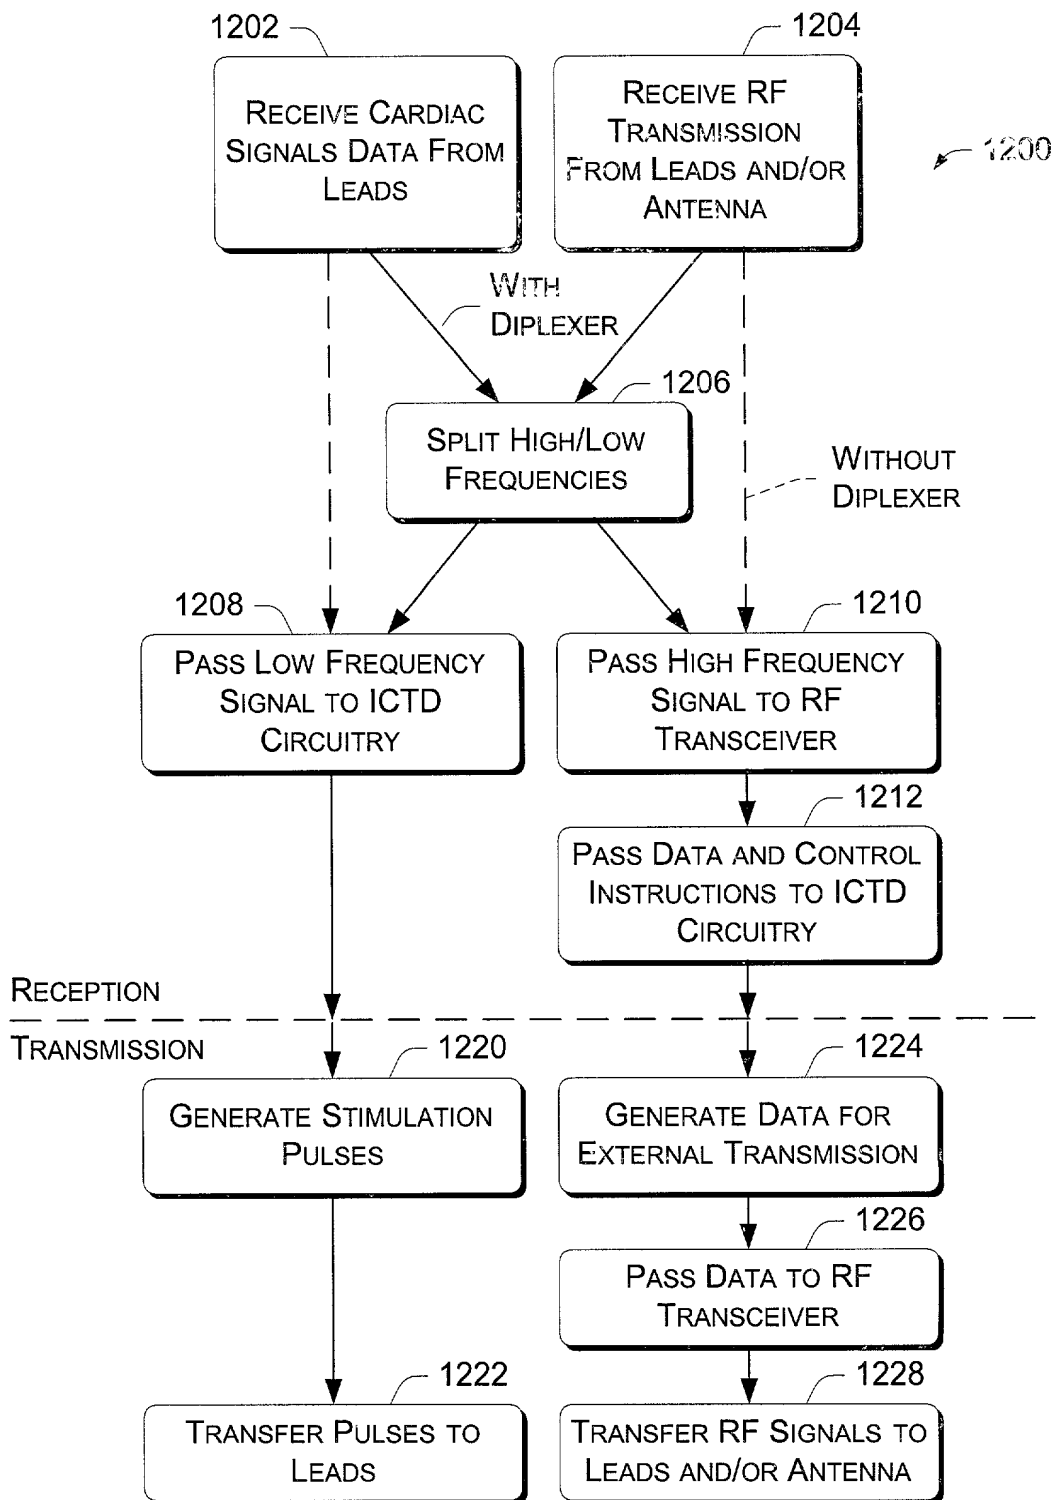 1202
1204
RECEIVE CARDIAC
SIGNALS DATA FROM
LEADS
RECEIVE RF
TRANSMISSION
FROM LEADS AND/OR
ANTENNA
1200
WITH
DIPLEXER
1206
SPLIT HIGH/LOW
FREQUENCIES
WITHOUT
DIPLEXER
1208
1210
PASS LOW FREQUENCY
SIGNAL TO ICTD
CIRCUITRY
PASS HIGH FREQUENCY
SIGNAL TO RF
TRANSCEIVER
1212
PASS DATA AND CONTROL
INSTRUCTIONS TO ICTD
CIRCUITRY
RECEPTION
TRANSMISSION
1220
1224
GENERATE STIMULATION
PULSES
GENERATE DATA FOR
EXTERNAL TRANSMISSION
1226
PASS DATA TO RF
TRANSCEIVER
1222
1228
TRANSFER PULSES TO
LEADS
TRANSFER RF SIGNALS TO
LEADS AND/OR ANTENNA